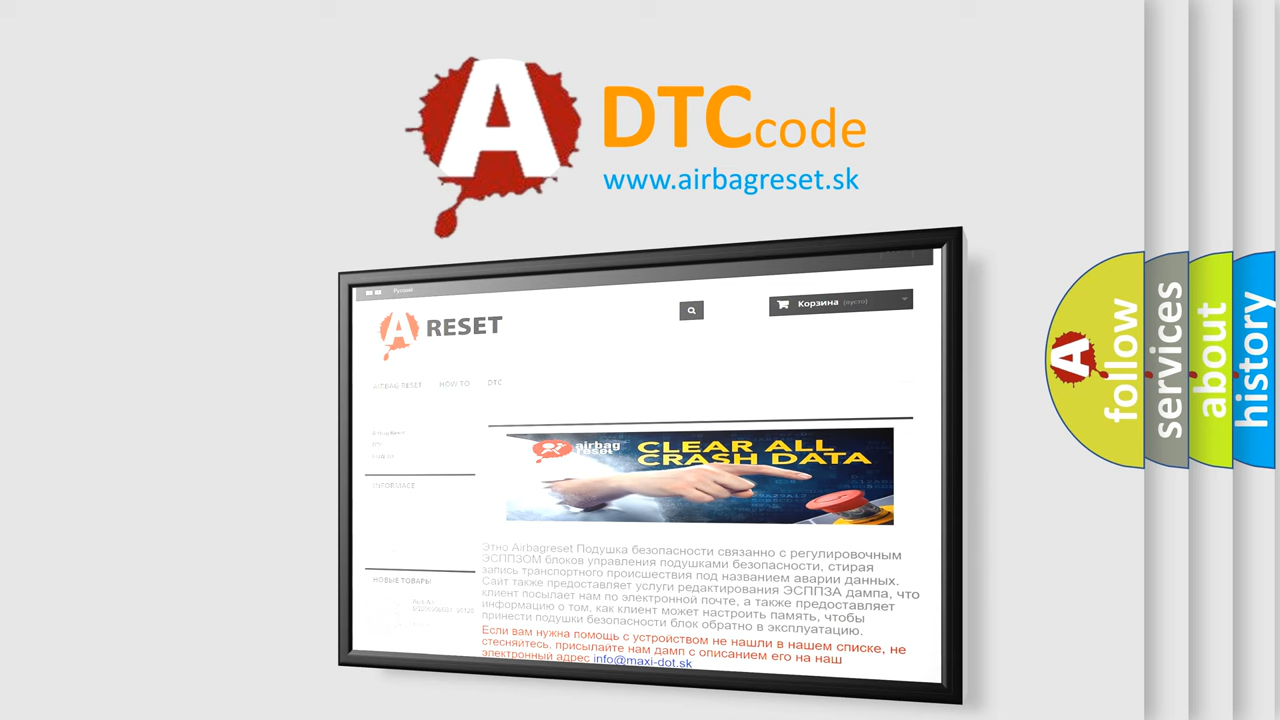 A
DTC code
www.airbagreset.sk
Русский
A RESET
Корзина (пусто)
AIRBAG RESET HOW TO DTC
INFORMACE
НОВЫЕ ТОВАРЫ
airbag
reset
CLEAR ALL
CRASH DATA
Этно Airbagreset Подушка безопасности связанно с регулировочным
ЭСППЗОМ блоков управления подушками безопасности, стирая
запись транспортного происшествия под названием аварии данных.
Сайт также предоставляет услуги редактирования ЭСППЗА дампа, что
клиент посылает нам по электронной почте, а также предоставляет
информацию о том, как клиент может настроить память, чтобы
принести подушки безопасности блок обратно в эксплуатацию.
Если вам нужна помощь с устройством не нашли в нашем списке, не
стесняйтесь, присылайте нам дамп с описанием его на наш
электронный адрес info@maxi-dot.sk
A
follow
services
about
history